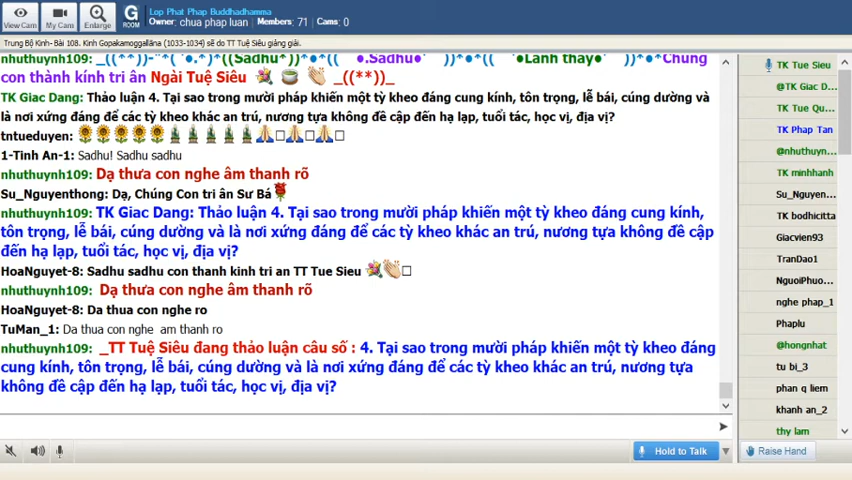 Lop Phat Phap Buddhadhamma
Owner: chua phap luan Members: 71 Cams: 0
View Cam My Cam Enlarge G ROOM
Trung Bộ Kinh- Bài 108. Kinh Gopakamoggallāna (1033-1034) sẽ do TT Tuệ Siêu giảng giải.
nhuthuynh109: _((**))_ (●.*)*((Sadhu*)*●●*(( ●.Sadhu●”)*●●*(( ●Lành thay●”)●*Chúng
con thành kính tri ân Ngài Tuệ Siêu _((**))_
TK Giac Dang: Thảo luận 4. Tại sao trong mười pháp khiến một tỳ kheo đáng cung kính, tôn trọng, lễ bái, cúng dường và
là nơi xứng đáng để các tỳ kheo khác an trú, nương tựa không đề cập đến hạ lạp, tuổi tác, học vị, địa vị?
tntueduyen:
1-Tinh An-1: Sadhu! Sadhu sadhu
nhuthuynh109: Dạ thưa con nghe âm thanh rõ
Su_Nguyenthong: Dạ, Chúng Con tri ân Sư Bá
nhuthuynh109: TK Giac Dang: Thảo luận 4. Tại sao trong mười pháp khiến một tỳ kheo đáng cung kính,
tôn trọng, lễ bái, cúng dường và là nơi xứng đáng để các tỳ kheo khác an trú, nương tựa không đề cập
đến hạ lạp, tuổi tác, học vị, địa vị?
HoaNguyet-8: Sadhu sadhu con thanh kinh tri an TT Tue Sieu
nhuthuynh109: Dạ thưa con nghe âm thanh rõ
HoaNguyet-8: Da thua con nghe ro
TuMan_1: Da thua con nghe am thanh ro
nhuthuynh109: _TT Tuệ Siêu đang thảo luận câu số : 4. Tại sao trong mười pháp khiến một tỳ kheo đáng
cung kính, tôn trọng, lễ bái, cúng dường và là nơi xứng đáng để các tỳ kheo khác an trú, nương tựa
không đề cập đến hạ lạp, tuổi tác, học vị, địa vị?
Hold to Talk
TK Tue Sieu
@TK Giac D...
TK Tue Qu...
TK Phap Tan
@nhuthuyn...
TK minhhanh
Su_Nguyen...
TK bodhicitta
Giacvien93
TranDao1
NguoiPhuo...
nghe phap_1
Phaplu
@hongnhat
tu bi_3
phan q liem
khanh an_2
thy lam
Raise Hand